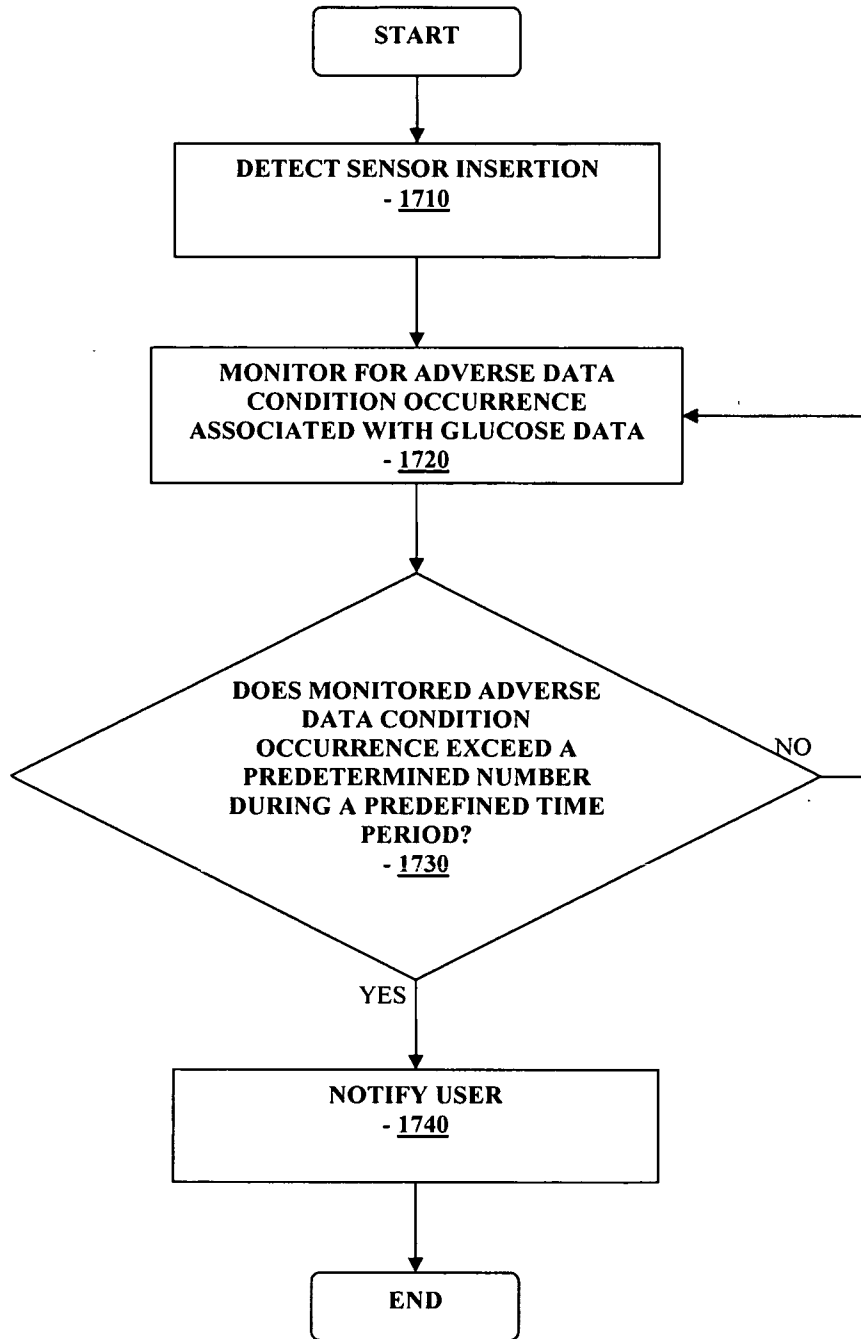 START
DETECT SENSOR INSERTION
- 1710
MONITOR FOR ADVERSE DATA
CONDITION OCCURRENCE
ASSOCIATED WITH GLUCOSE DATA
- 1720
DOES MONITORED ADVERSE
DATA CONDITION
OCCURRENCE EXCEED A
PREDETERMINED NUMBER
DURING A PREDEFINED TIME
PERIOD?
- 1730
NO
YES
NOTIFY USER
- 1740
END